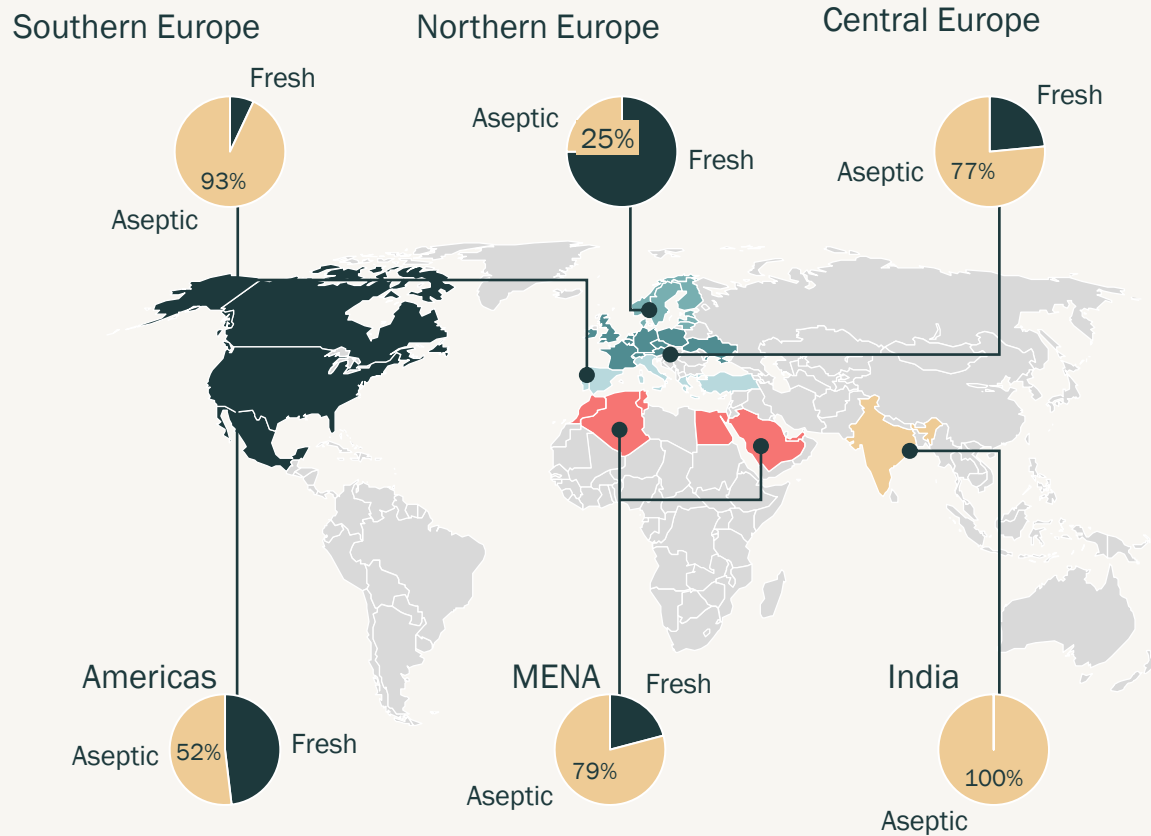 Southern Europe
Fresh
93%
Aseptic
Northern Europe
Aseptic
25%
Fresh
Central Europe
Fresh
Aseptic
77%
Americas
Aseptic
52%
Fresh
MENA
Fresh
79%
Aseptic
India
100%
Aseptic